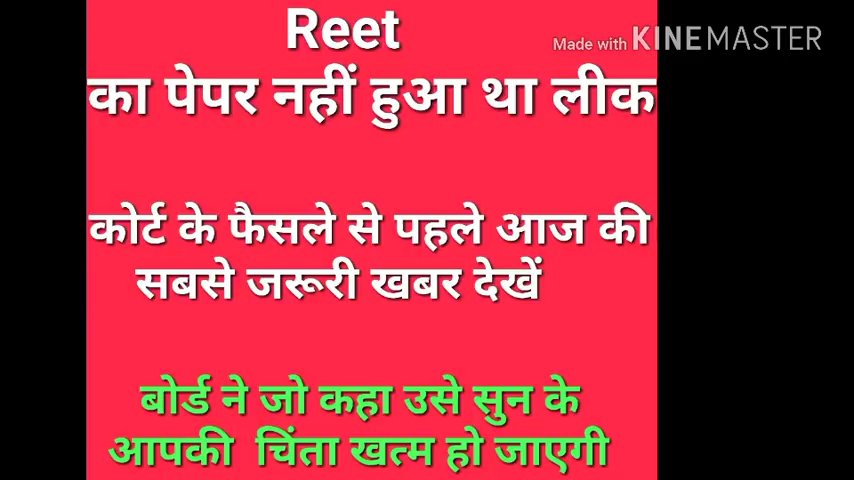 Reet
Made with KINEMASTER
का पेपर नहीं हुआ था लीक
कोर्ट के फैसले से पहले आज की
सबसे जरूरी खबर देखें
बोर्ड ने जो कहा उसे सुन के
आपकी चिंता खत्म हो जाएगी